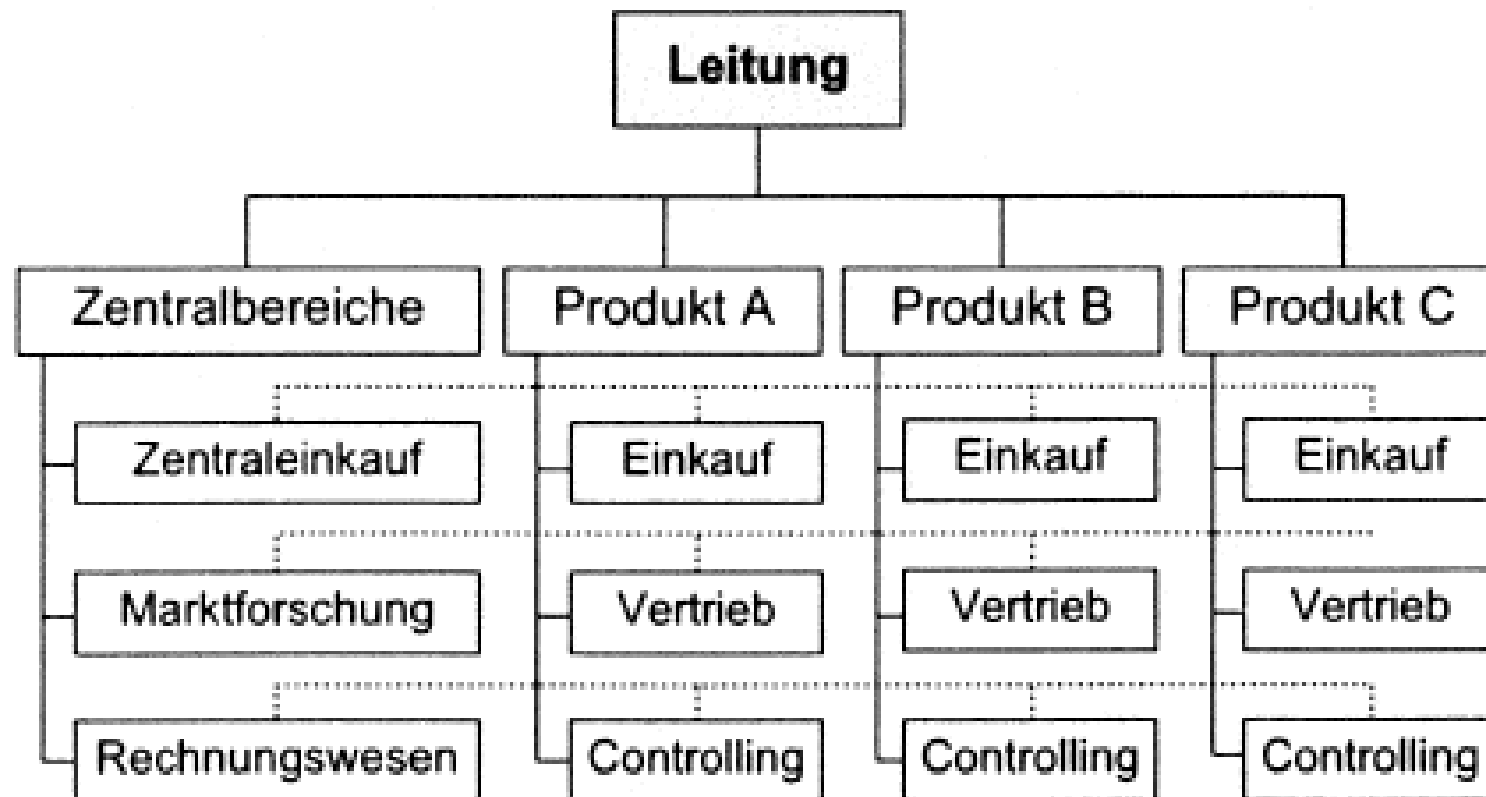 Leitung
Zentralbereiche
Produkt A
Produkt B
Produkt C
Zentraleinkauf
Einkauf
Einkauf
Einkauf
Marktforschung
Vertrieb
Vertrieb
Vertrieb
Rechnungswesen
Controlling
Controlling
Controlling